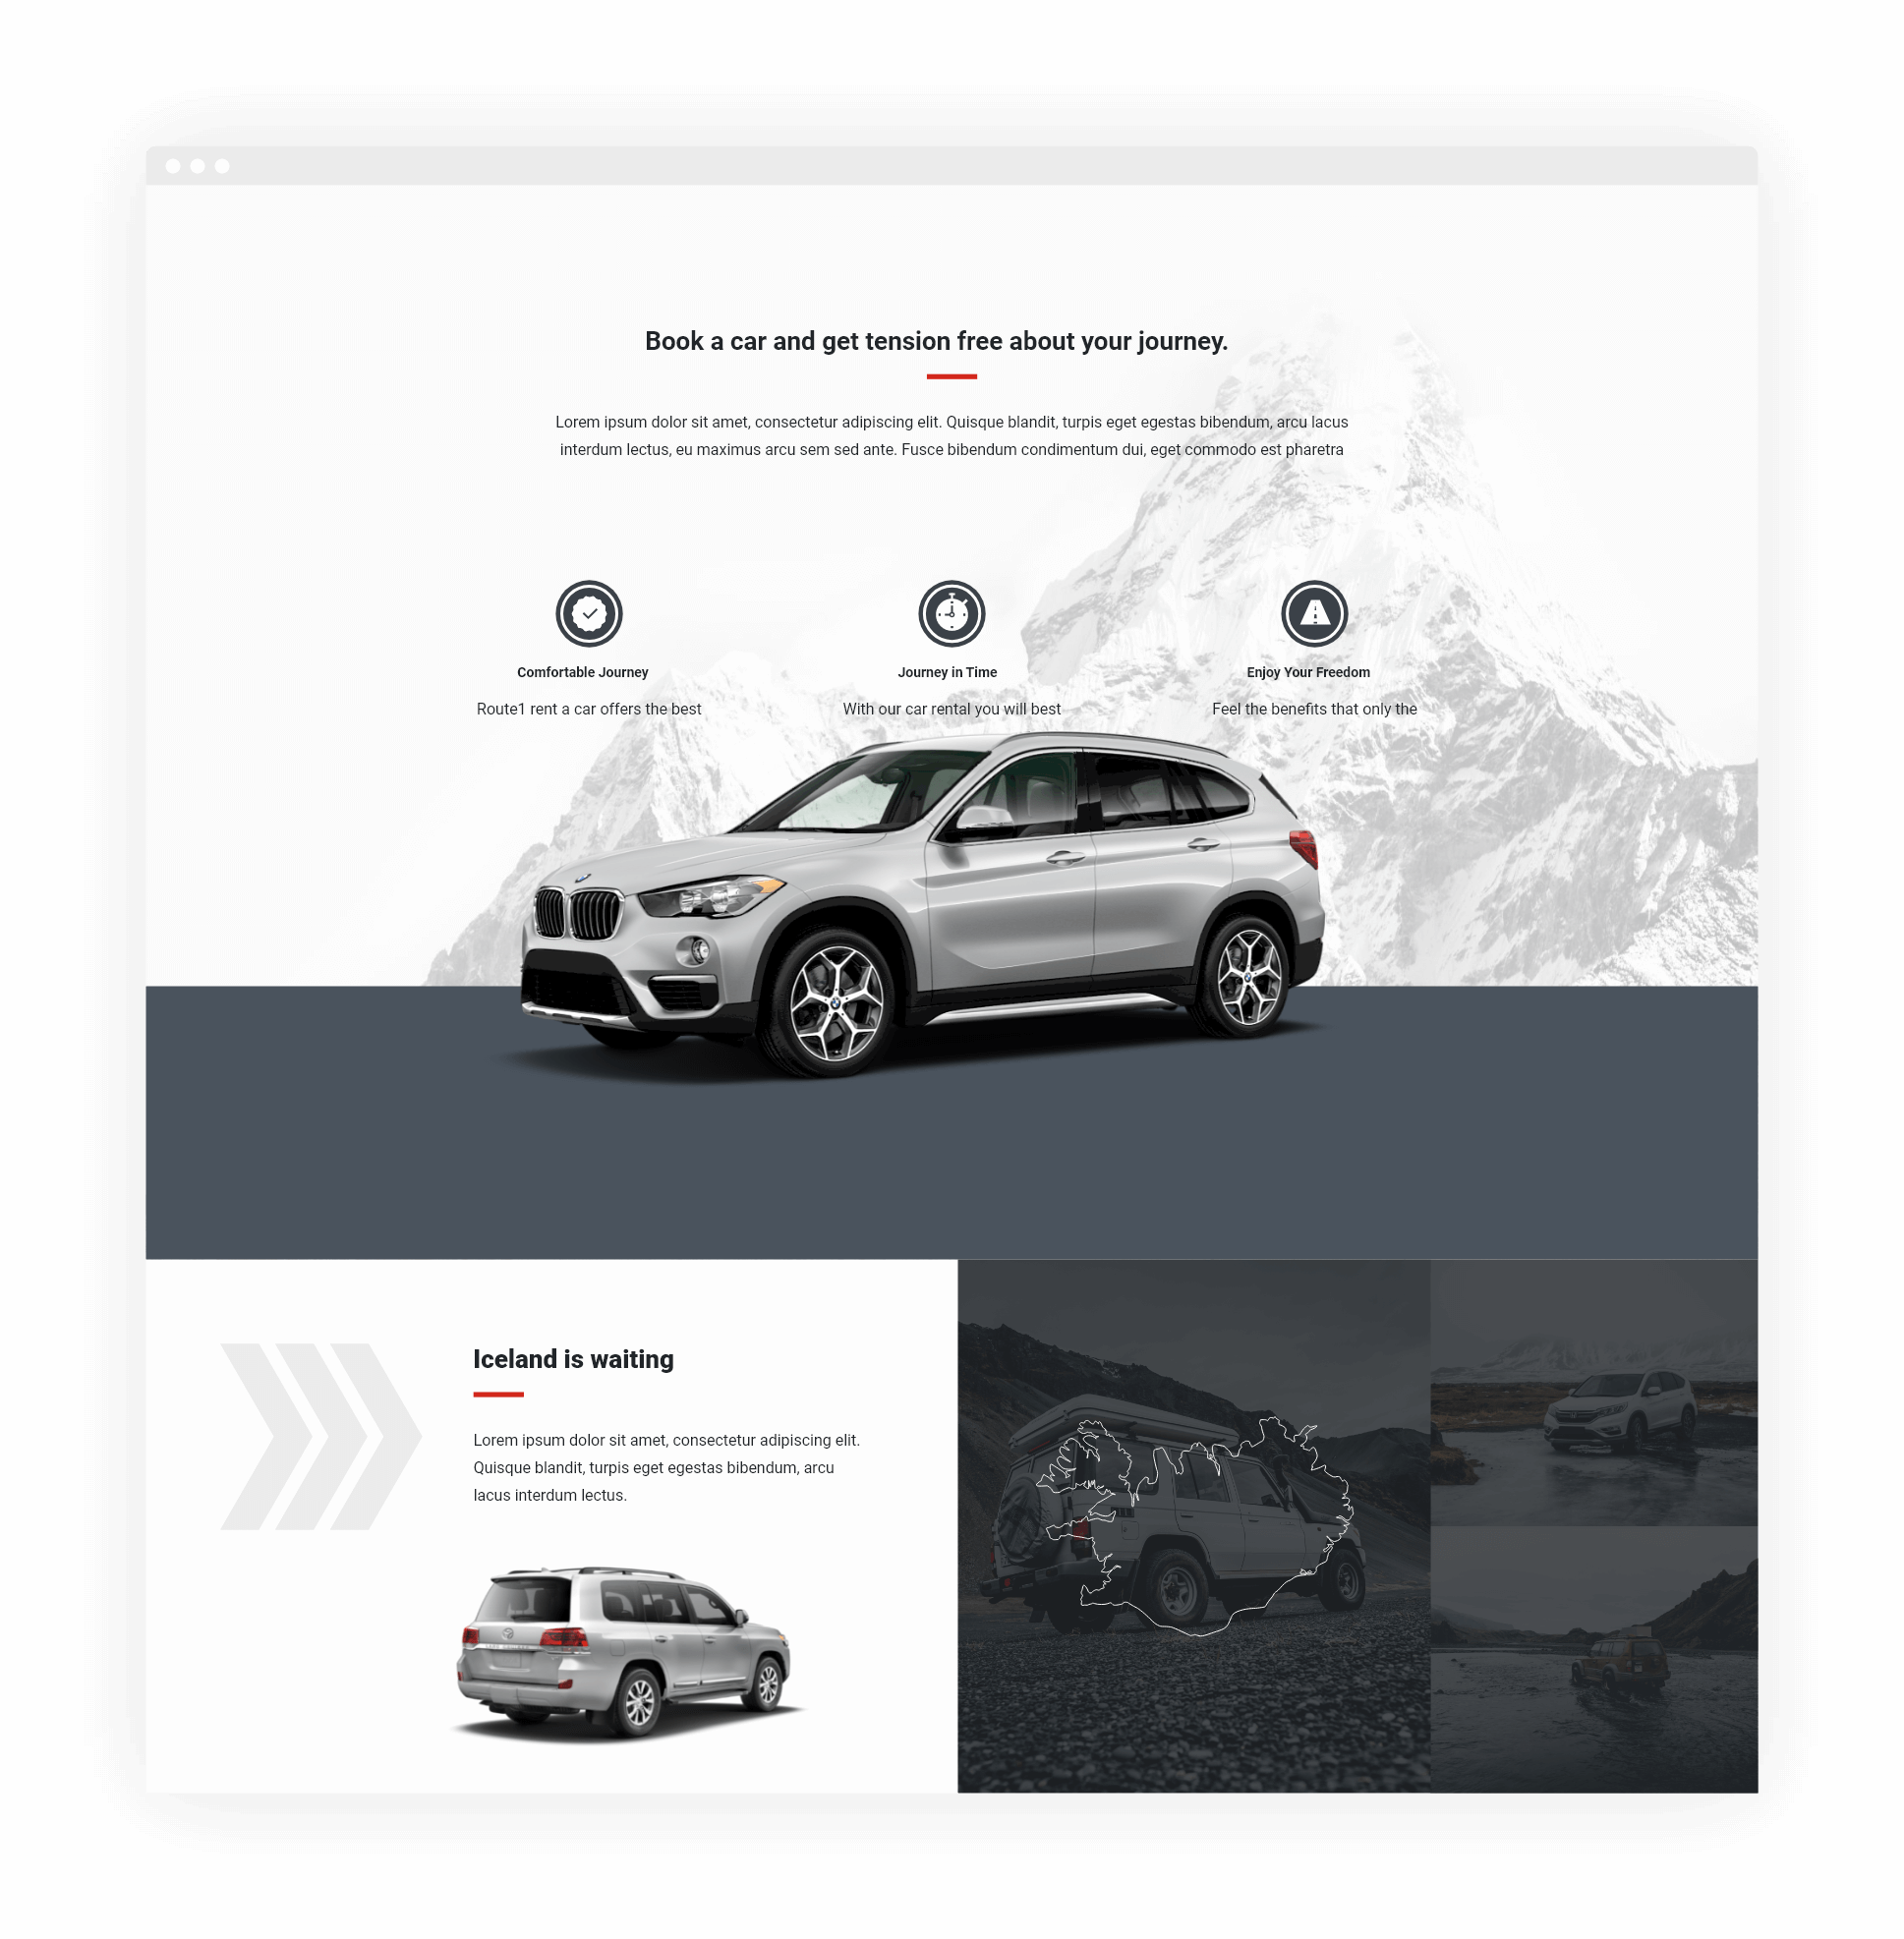 Book a car and get tension free about your journey.
Lorem ipsum dolor sit amet, consectetur adipiscing elit. Quisque blandit, turpis eget egestas bibendum, arcu lacus
interdum lectus, eu maximus arcu sem sed ante. Fusce bibendum condimentum dui, eget commodo est pharetra
Comfortable Journey
Route1 rent a car offers the best
Journey in Time
With our car rental you will best
Enjoy Your Freedom
Feel the benefits that only the
Iceland is waiting
Lorem ipsum dolor sit amet, consectetur adipiscing elit.
Quisque blandit, turpis eget egestas bibendum, arcu
lacus interdum lectus.